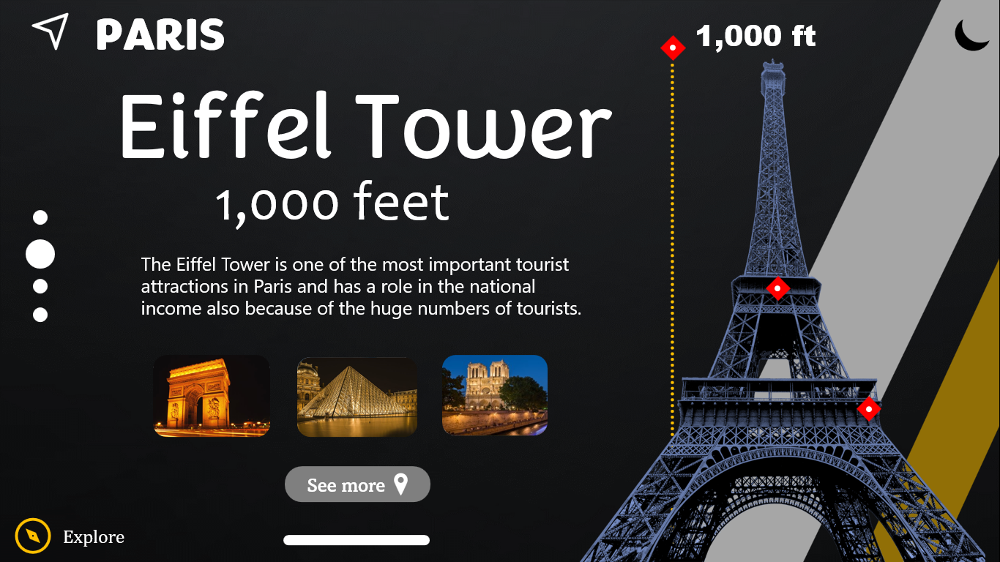 PARIS
1,000 ft
Eiffel Tower
1,000 feet
The Eiffel Tower is one of the most important tourist
attractions in Paris and has a role in the national
income also because of the huge numbers of tourists.
See more
Explore